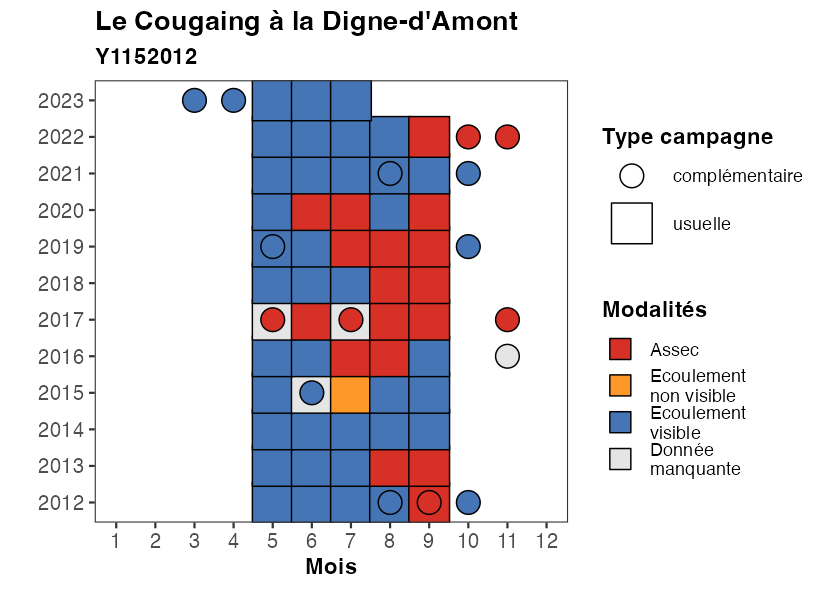 Le Cougaing à la Digne-d'Amont
Y1152012
2023
2022
2021
2020
2019
2018
2017
2016
2015
2014
2013
2012
1 2 3 4 5 6 7 8 9 10 11 12
Mois
Type campagne
complémentaire
usuelle
Modalités
Assec
Ecoulement
non visible
Ecoulement
visible
Donnée
manquante